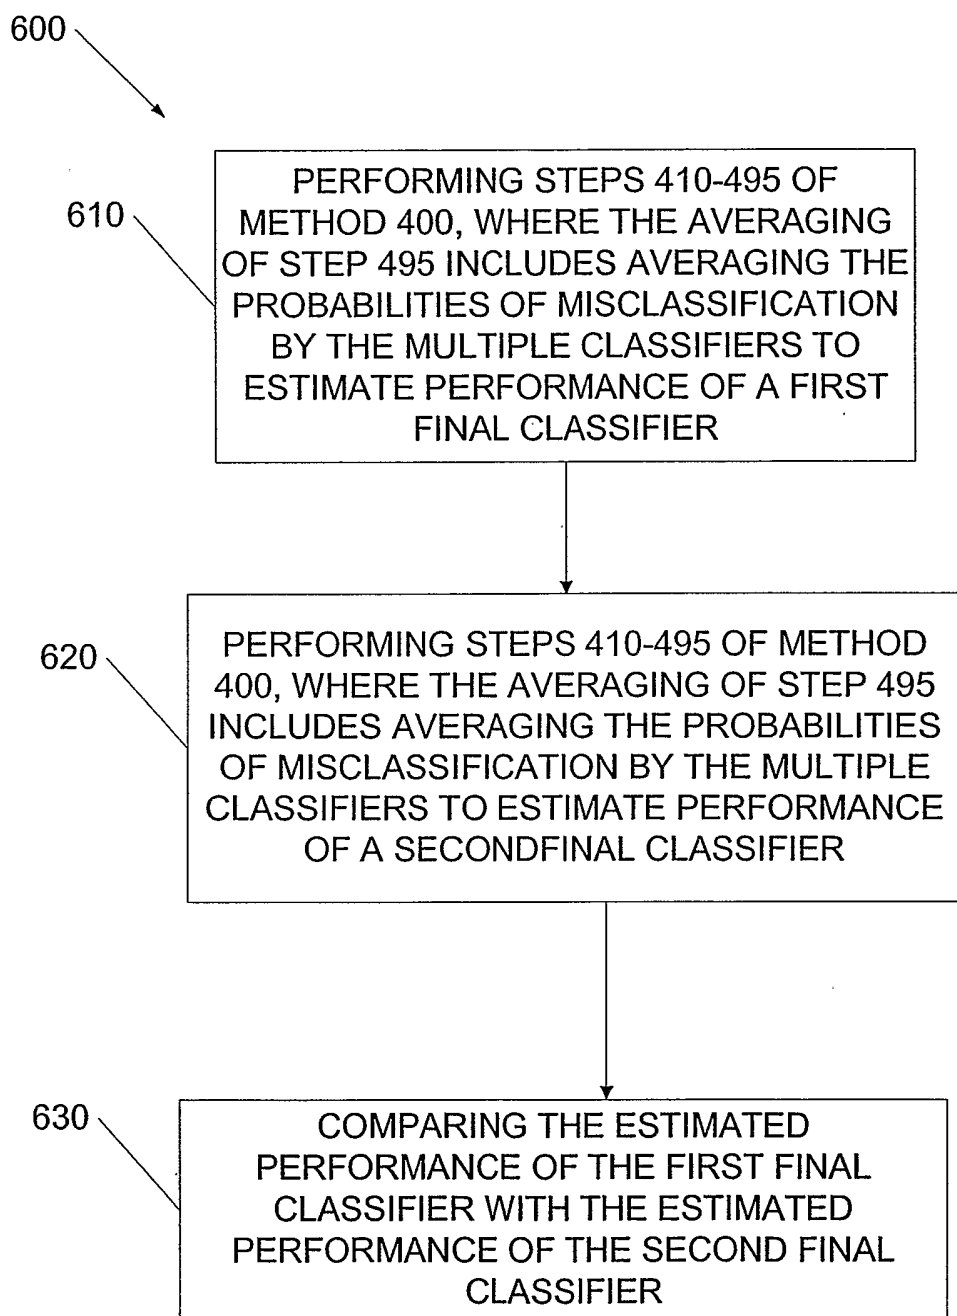 600
610
PERFORMING STEPS 410-495 OF
METHOD 400, WHERE THE AVERAGING
OF STEP 495 INCLUDES AVERAGING THE
PROBABILITIES OF MISCLASSIFICATION
BY THE MULTIPLE CLASSIFIERS TO
ESTIMATE PERFORMANCE OF A FIRST
FINAL CLASSIFIER
620
PERFORMING STEPS 410-495 OF METHOD
400, WHERE THE AVERAGING OF STEP 495
INCLUDES AVERAGING THE PROBABILITIES
OF MISCLASSIFICATION BY THE MULTIPLE
CLASSIFIERS TO ESTIMATE PERFORMANCE
OF A SECONDFINAL CLASSIFIER
630
COMPARING THE ESTIMATED
PERFORMANCE OF THE FIRST FINAL
CLASSIFIER WITH THE ESTIMATED
PERFORMANCE OF THE SECOND FINAL
CLASSIFIER